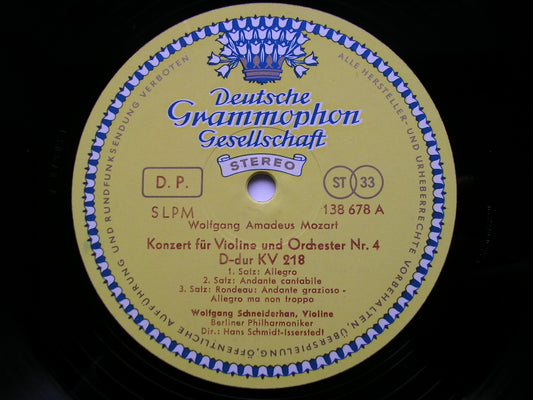 Deutsche
Grammophon
Gesellschaft
STEREO
D. P.
ST 33
SLPM
138 678 A
Wolfgang Amadeus Mozart
Konzert für Violine und Orchester Nr. 4
D-dur KV 218
1. Satz: Allegro
2. Satz: Andante cantabile
3. Satz: Rondeau: Andante grazioso -
Allegro ma non troppo
Wolfgang Schneiderhan, Violine
Berliner Philharmoniker
Dir.: Hans Schmidt-Isserstedt
ALLE HERSTELLER- UND URHEBERRECHTE VORBEHALTEN, ÜBERSPIELUNG, ÖFFENTLICHE AUFFÜHRUNG UND RUNDFUNKSENDUNG VERBOTEN